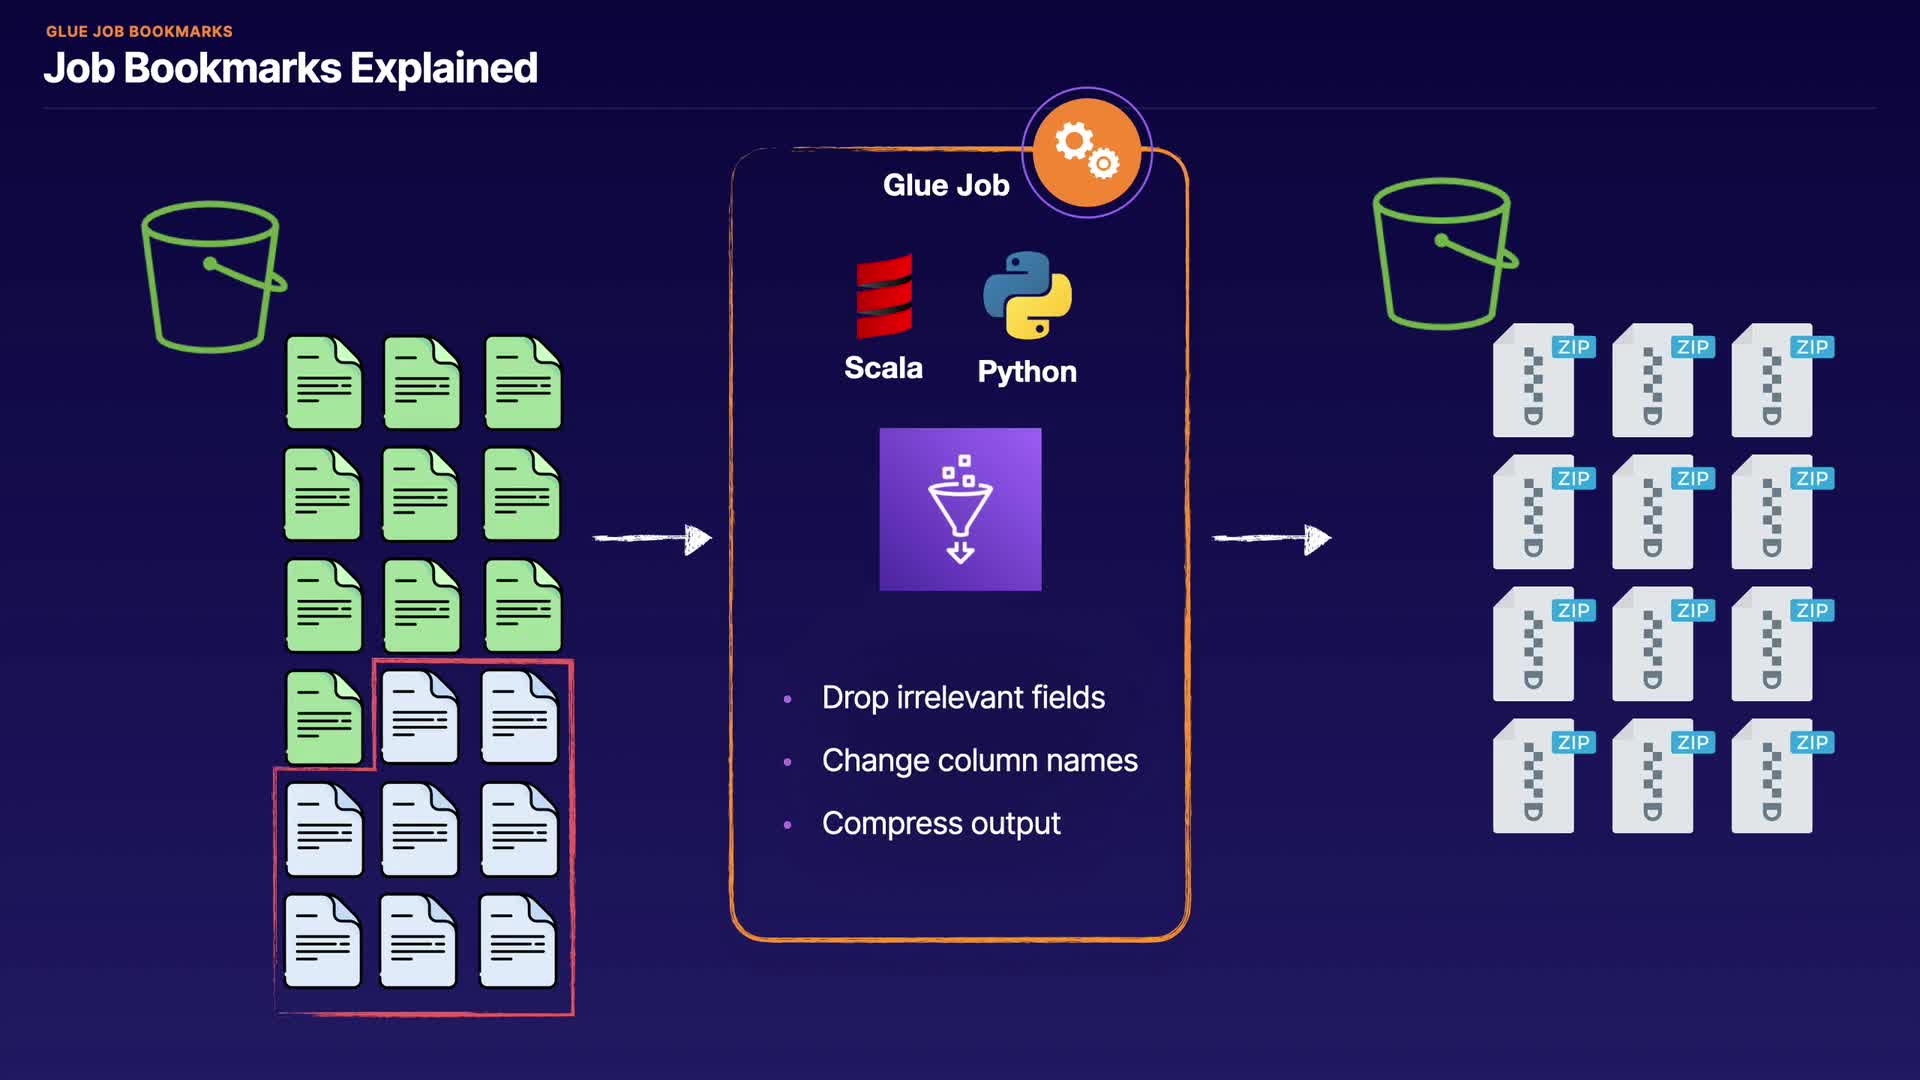 GLUE JOB BOOKMARKS
Job Bookmarks Explained
Glue Job
Scala
Python
• Drop irrelevant fields
• Change column names
• Compress output
ZIP ZIP ZIP
ZIP ZIP ZIP
ZIP ZIP ZIP
ZIP ZIP ZIP